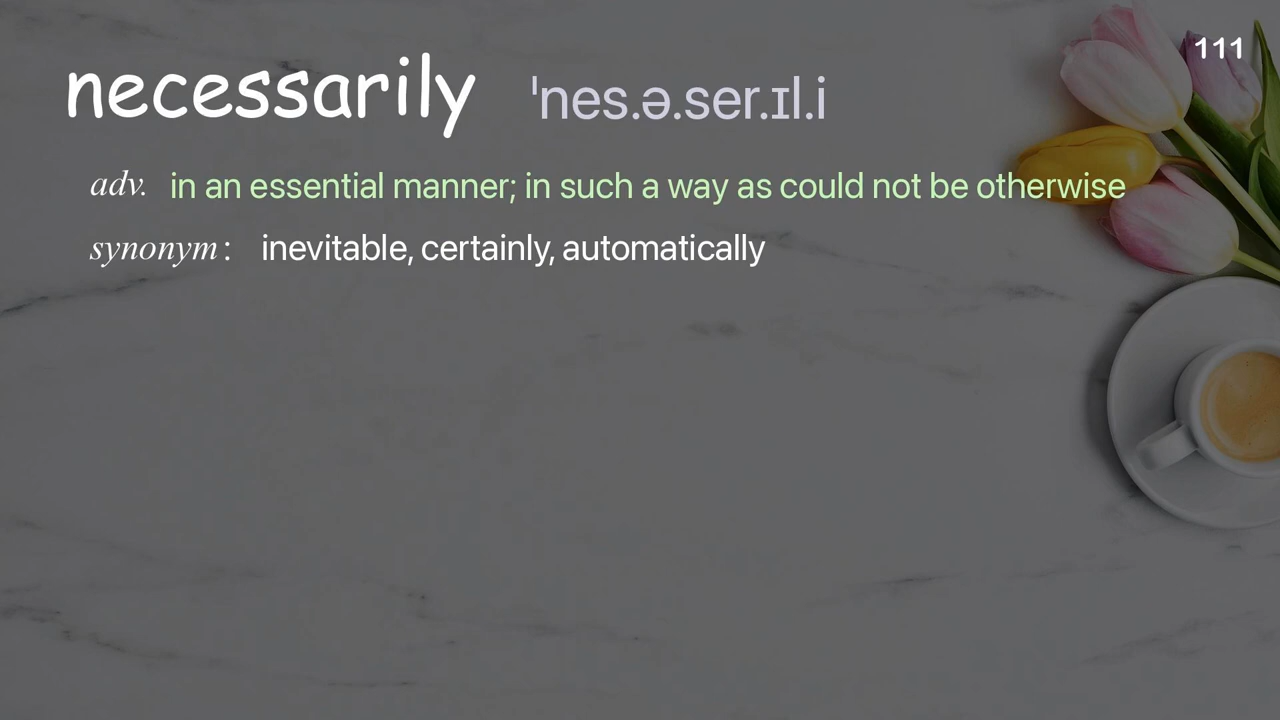 111
necessarily ˈnes.ə.ser.ɪl.i
adv. in an essential manner; in such a way as could not be otherwise
synonym: inevitable, certainly, automatically